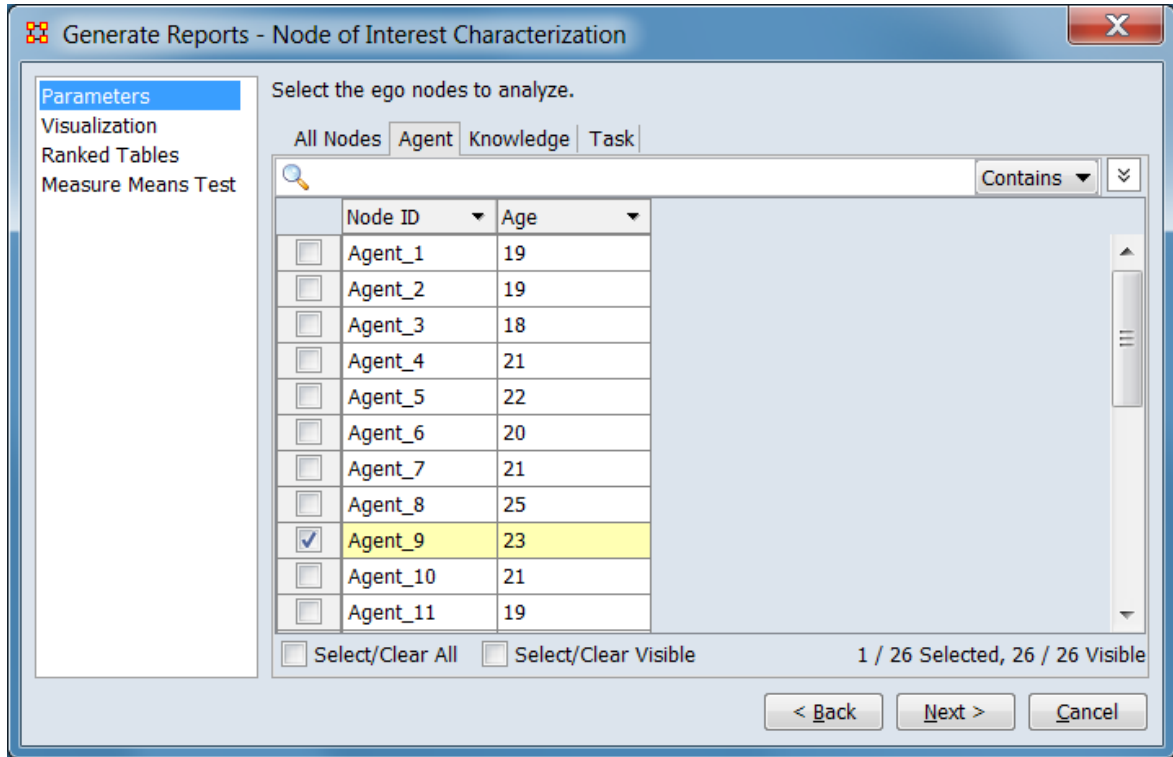 Generate Reports - Node of Interest Characterization
X
Parameters
Visualization
Ranked Tables
Measure Means Test
Select the ego nodes to analyze.
All Nodes Agent Knowledge Task
Contains
Node ID Age
Agent_1 19
Agent_2 19
Agent_3 18
Agent_4 21
Agent_5 22
Agent_6 20
Agent_7 21
Agent_8 25
Agent_9 23
Agent_10 21
Agent_11 19
Select/Clear All Select/Clear Visible 1 / 26 Selected, 26 / 26 Visible
< Back Next > Cancel